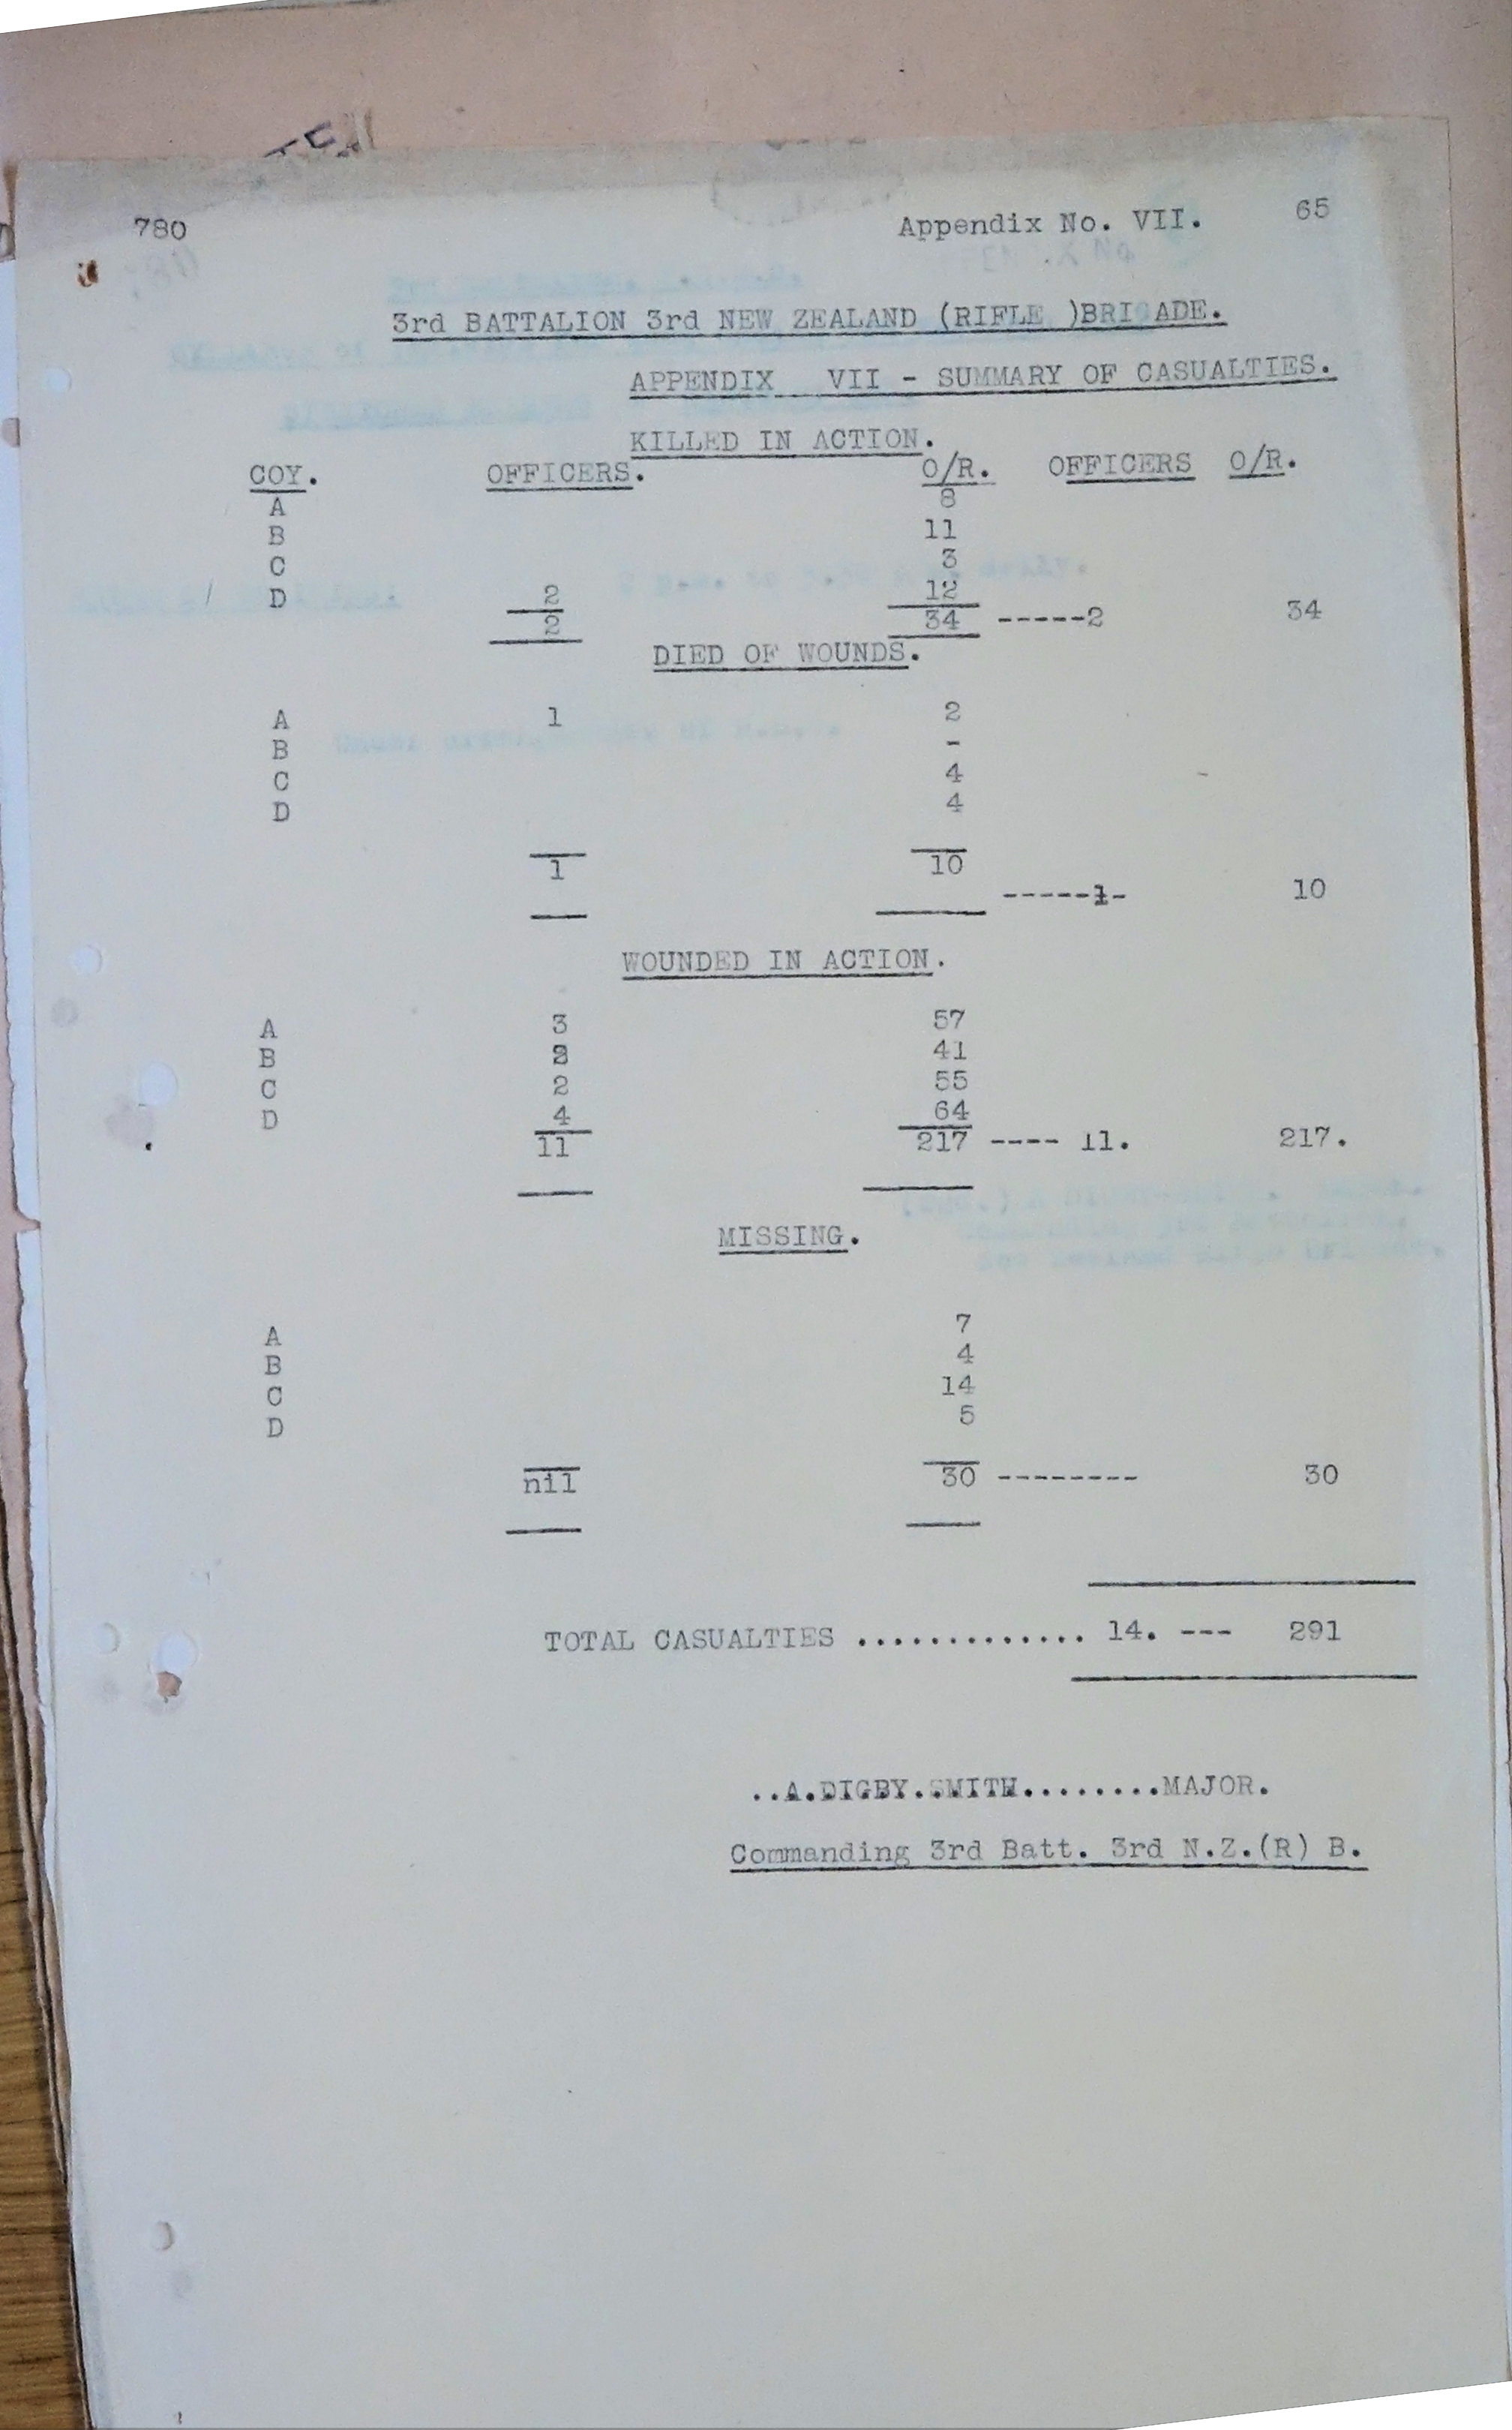 780 Appendix No. VII. 65
3rd BATTALION 3rd NEW ZEALAND (RIFLE )BRIGADE.
APPENDIX VII - SUMMARY OF CASUALTIES.
KILLED IN ACTION.
COY. OFFICERS. O/R. OFFICERS O/R.
A 8
B 11
C 3
D 2 12
2 34 -----2 34
DIED OF WOUNDS.
A 1 2
B -
C 4
D 4
1 10
-----1- 10
WOUNDED IN ACTION.
A 3 57
B 41
C 2 55
D 4 64
11 217 ---- 11. 217.
MISSING.
A 7
B 4
C 14
D 5
nil 30 -------- 30
TOTAL CASUALTIES ............. 14. --- 291
..A.DIGBY.SMITH........MAJOR.
Commanding 3rd Batt. 3rd N.Z.(R) B.